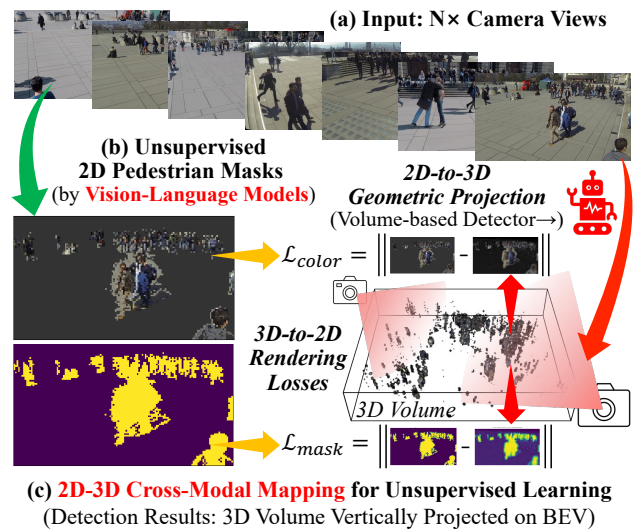 (a) Input: N× Camera Views
(b) Unsupervised
2D Pedestrian Masks
(by Vision-Language Models)
2D-to-3D
Geometric Projection
(Volume-based Detector→)
ℒcolor = || - ||
3D-to-2D
Rendering
Losses
3D Volume
ℒmask = || - ||
(c) 2D-3D Cross-Modal Mapping for Unsupervised Learning
(Detection Results: 3D Volume Vertically Projected on BEV)